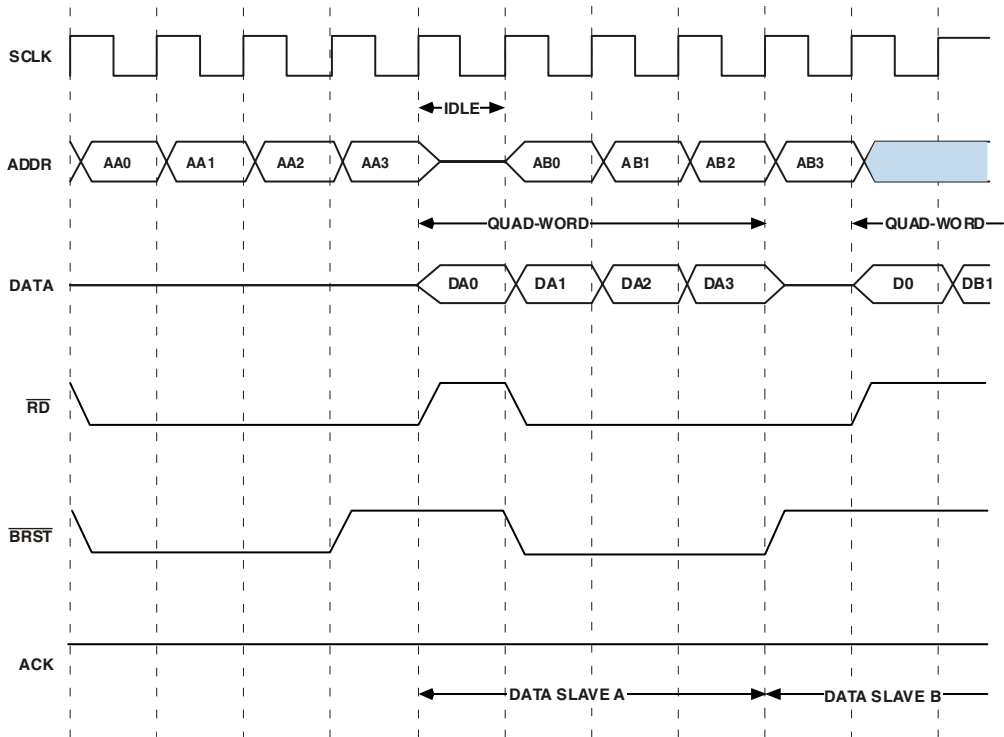 SCLK
IDLE
ADDR AA0 AA1 AA2 AA3 AB0 AB1 AB2 AB3
QUAD-WORD QUAD-WORD
DATA DA0 DA1 DA2 DA3 D0 DB1
RD
BRST
ACK
DATA SLAVE A DATA SLAVE B